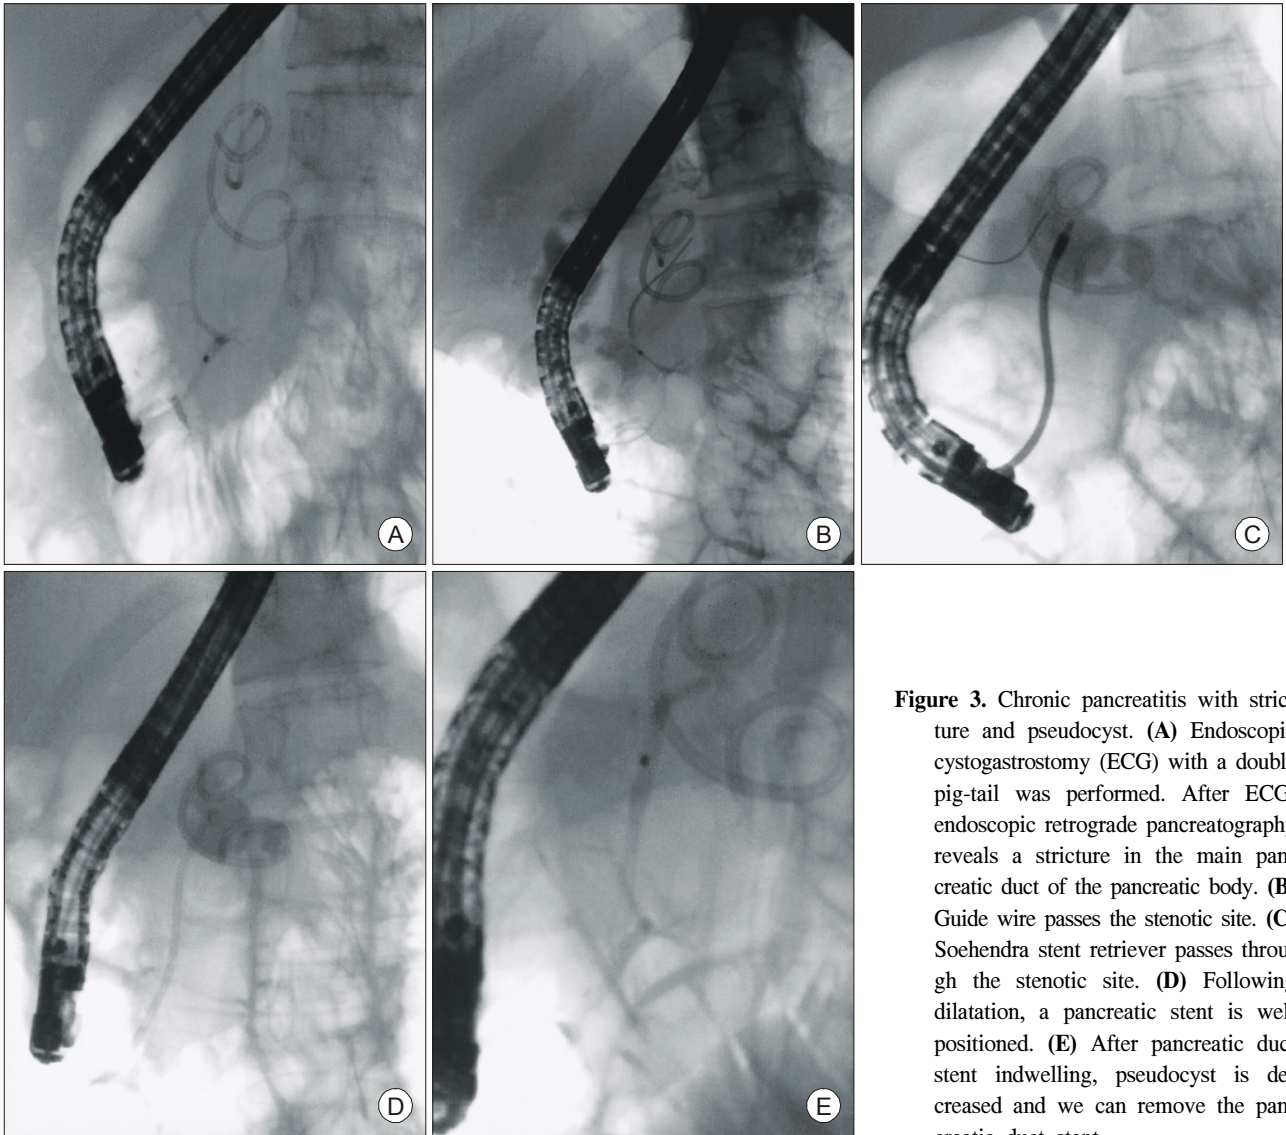 A
B
C
D
E
Figure 3. Chronic pancreatitis with stric
ture and pseudocyst. (A) Endoscopi
cystogastrostomy (ECG) with a doubl
pig-tail was performed. After ECG
endoscopic retrograde pancreatography
reveals a stricture in the main pan
creatic duct of the pancreatic body. (B
Guide wire passes the stenotic site. (C
Soehendra stent retriever passes throu
gh the stenotic site. (D) Following
dilatation, a pancreatic stent is wel
positioned. (E) After pancreatic duc
stent indwelling, pseudocyst is de
creased and we can remove the pan